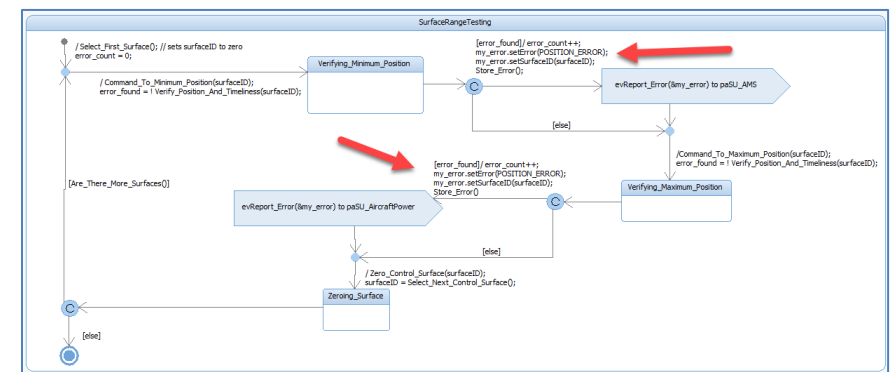 SurfaceRangeTesting
/ Select_First_Surface(); // sets surfaceID to zero
error_count = 0;
/ Command_To_Minimum_Position(surfaceID);
error_found = ! Verify_Position_And_Timeliness(surfaceID);
Verifying_Minimum_Position
[error_found]/ error_count++;
my_error.setError(POSITION_ERROR);
my_error.setSurfaceID(surfaceID);
Store_Error();
C
evReport_Error(&my_error) to paSU_AMS
[else]
/Command_To_Maximum_Position(surfaceID);
error_found = ! Verify_Position_And_Timeliness(surfaceID);
Verifying_Maximum_Position
C
[error_found]/ error_count++;
my_error.setError(POSITION_ERROR);
my_error.setSurfaceID(surfaceID);
Store_Error()
evReport_Error(&my_error) to paSU_AircraftPower
[else]
/ Zero_Control_Surface(surfaceID);
surfaceID = Select_Next_Control_Surface();
Zeroing_Surface
[Are_There_More_Surfaces()]
C
[else]